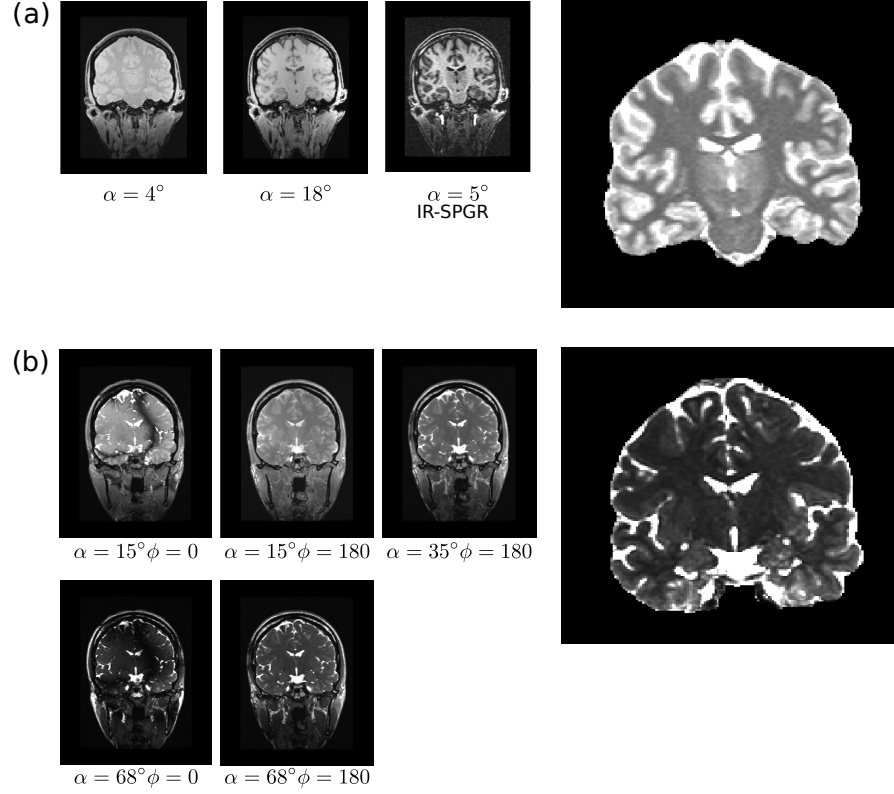 (a)
α = 4°
α = 18°
α = 5°
IR-SPGR
(b)
α = 15°ϕ = 0
α = 15°ϕ = 180
α = 35°ϕ = 180
α = 68°ϕ = 0
α = 68°ϕ = 180